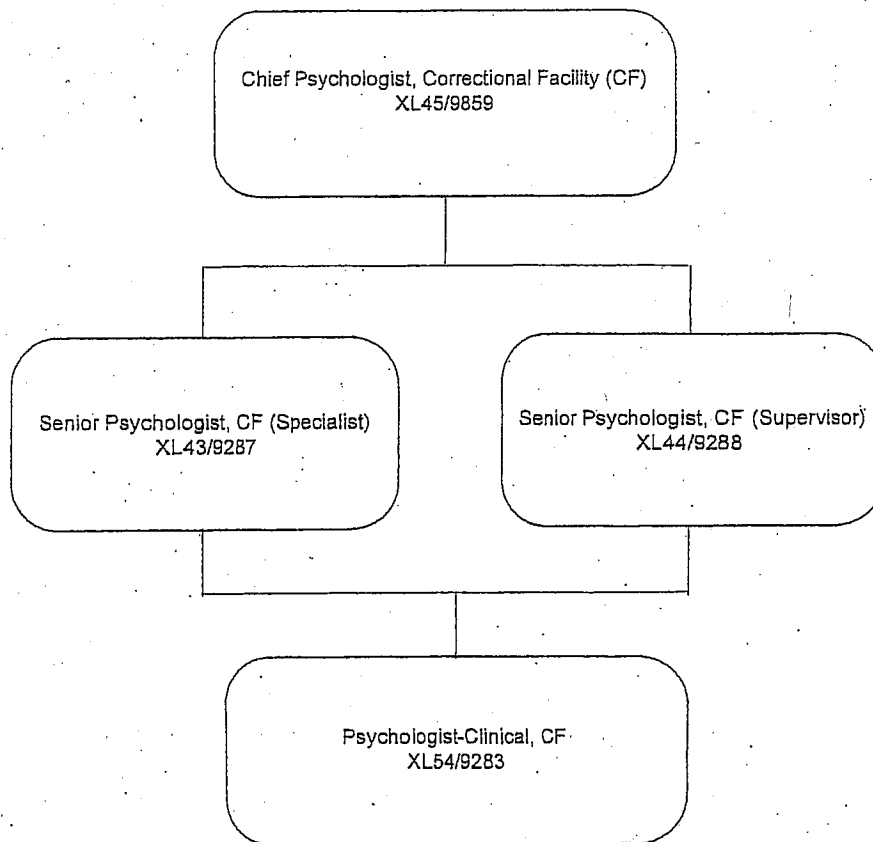 Chief Psychologist, Correctional Facility (CF)
XL45/9859
Senior Psychologist, CF (Specialist)
XL43/9287
Senior Psychologist, CF (Supervisor)
XL44/9288
Psychologist-Clinical, CF
XL54/9283